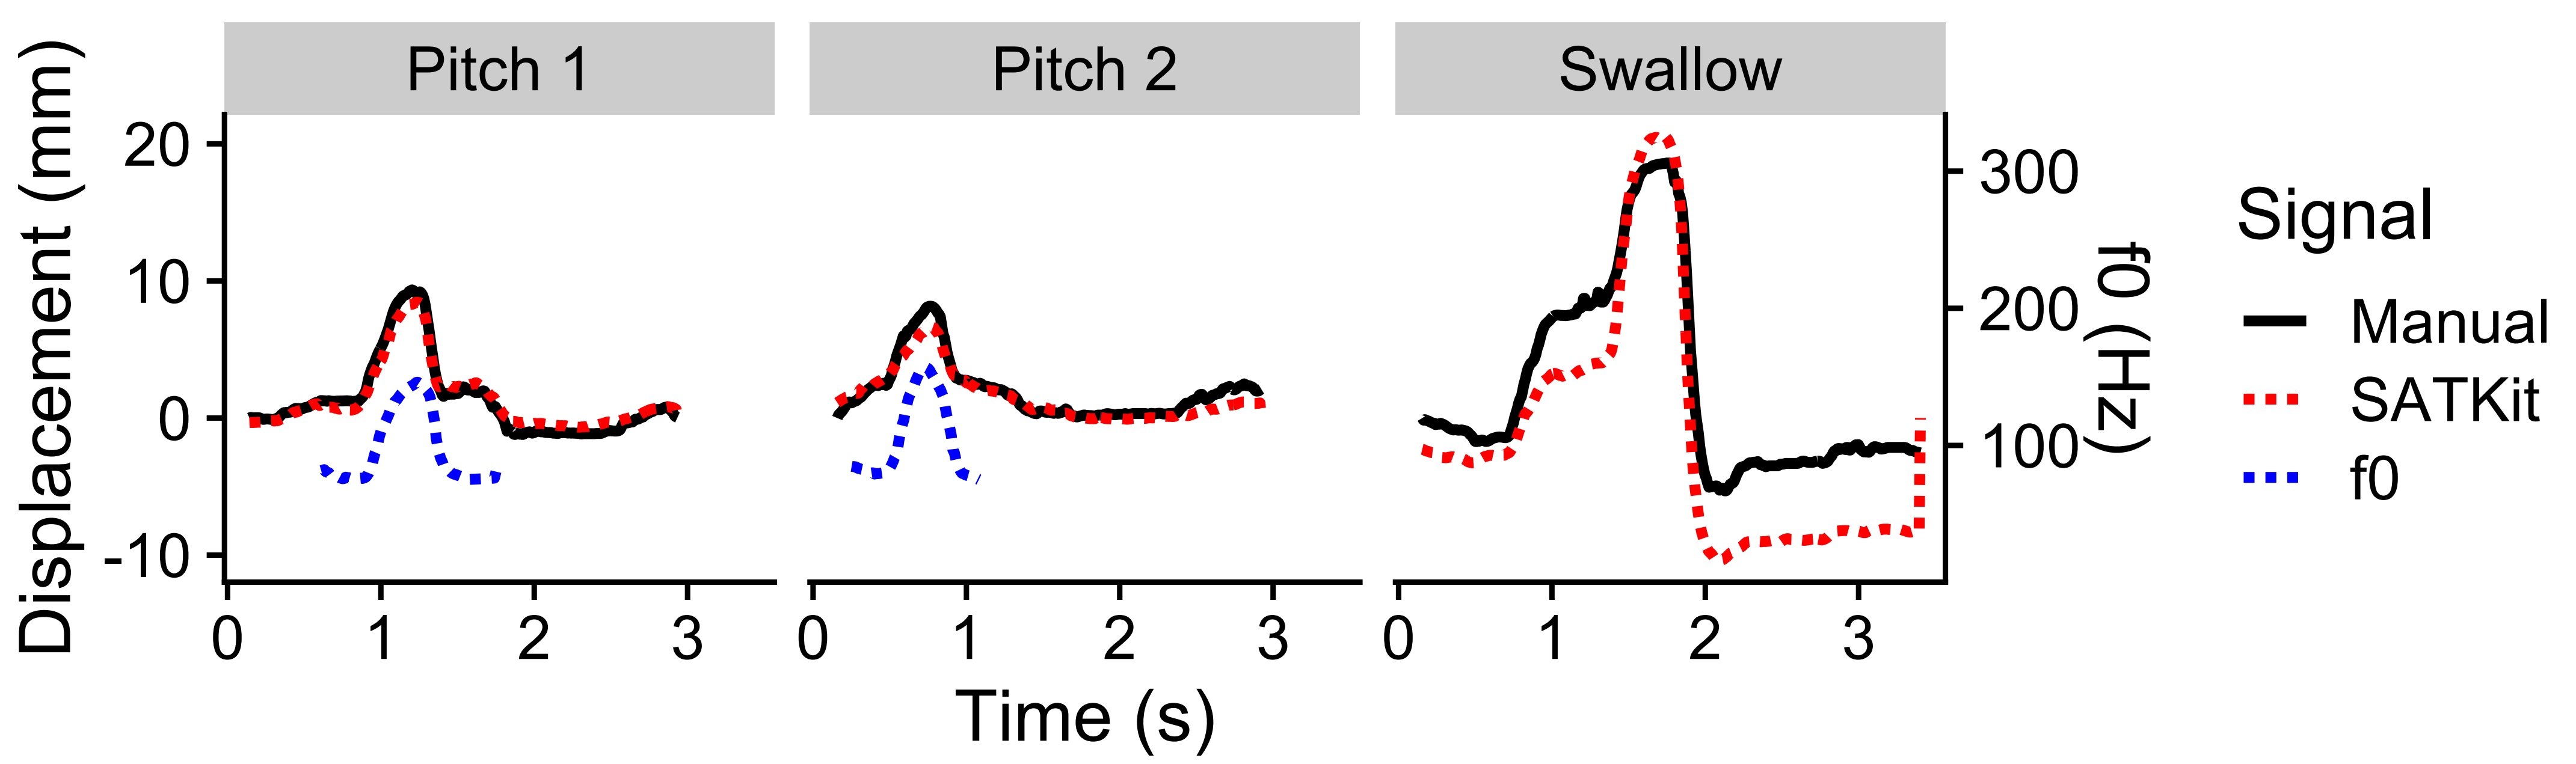 Pitch 1
Pitch 2
Swallow
Displacement (mm)
20
10
0
-10
300
200
100
f0 (Hz)
0 1 2 3
0 1 2 3
0 1 2 3
Time (s)
Signal
Manual
SATKit
f0